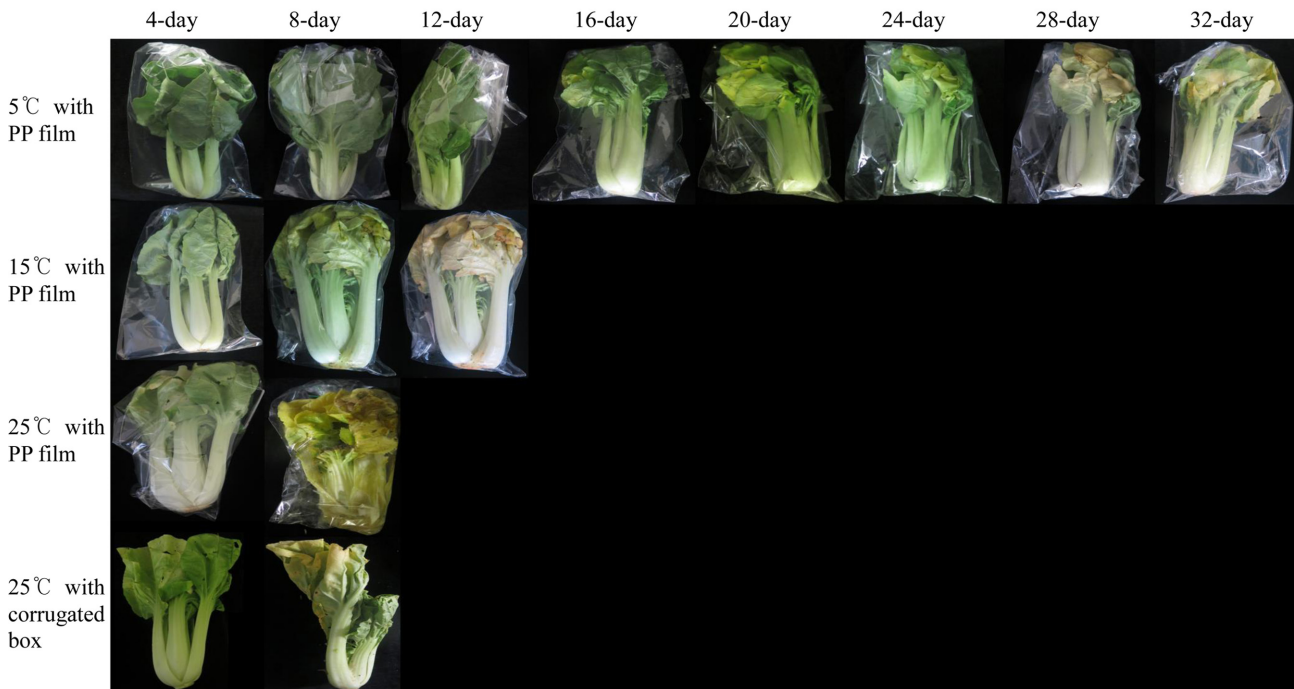 4-day 8-day 12-day 16-day 20-day 24-day 28-day 32-day
5℃ with
PP film
15℃ with
PP film
25℃ with
PP film
25℃ with
corrugated
box